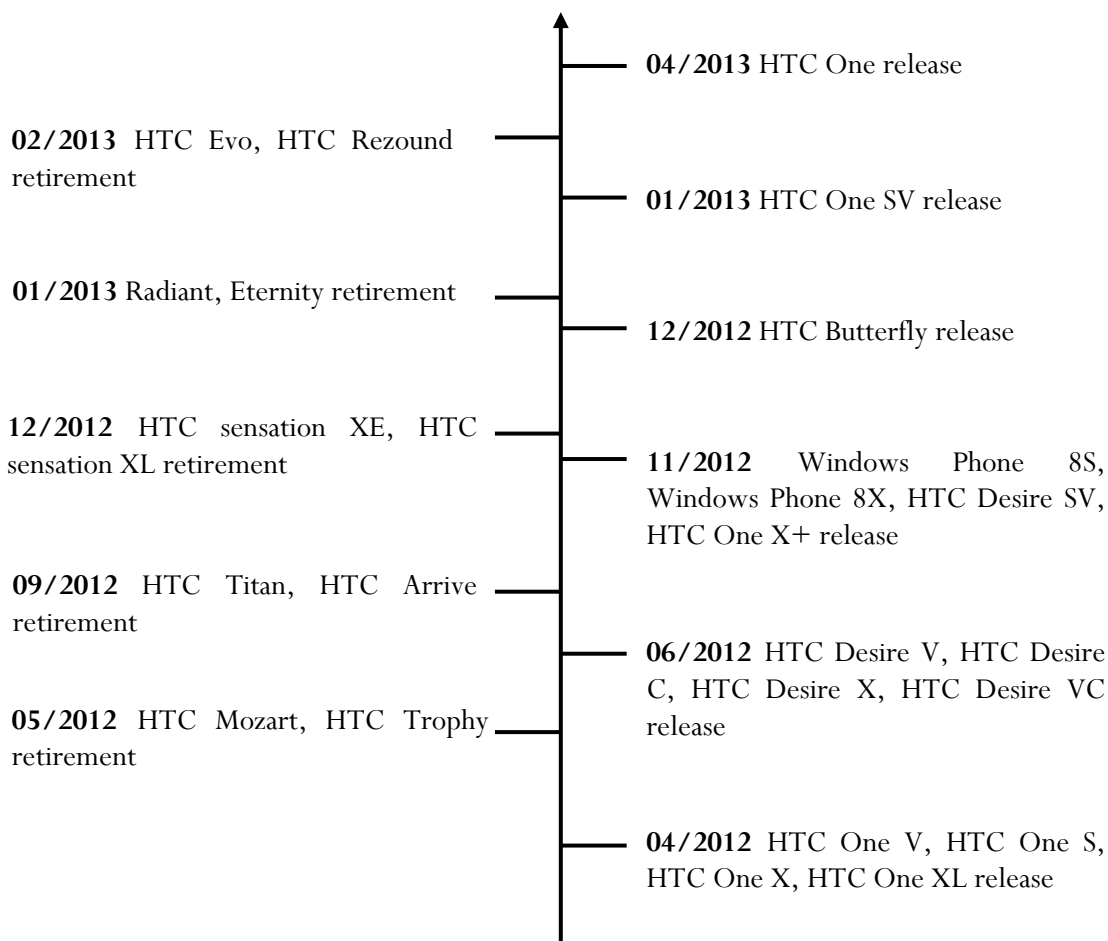 04/2013 HTC One release
02/2013 HTC Evo, HTC Rezound
retirement
01/2013 HTC One SV release
01/2013 Radiant, Eternity retirement
12/2012 HTC Butterfly release
12/2012 HTC sensation XE, HTC
sensation XL retirement
11/2012 Windows Phone 8S,
Windows Phone 8X, HTC Desire SV,
HTC One X+ release
09/2012 HTC Titan, HTC Arrive
retirement
06/2012 HTC Desire V, HTC Desire
C, HTC Desire X, HTC Desire VC
release
05/2012 HTC Mozart, HTC Trophy
retirement
04/2012 HTC One V, HTC One S,
HTC One X, HTC One XL release